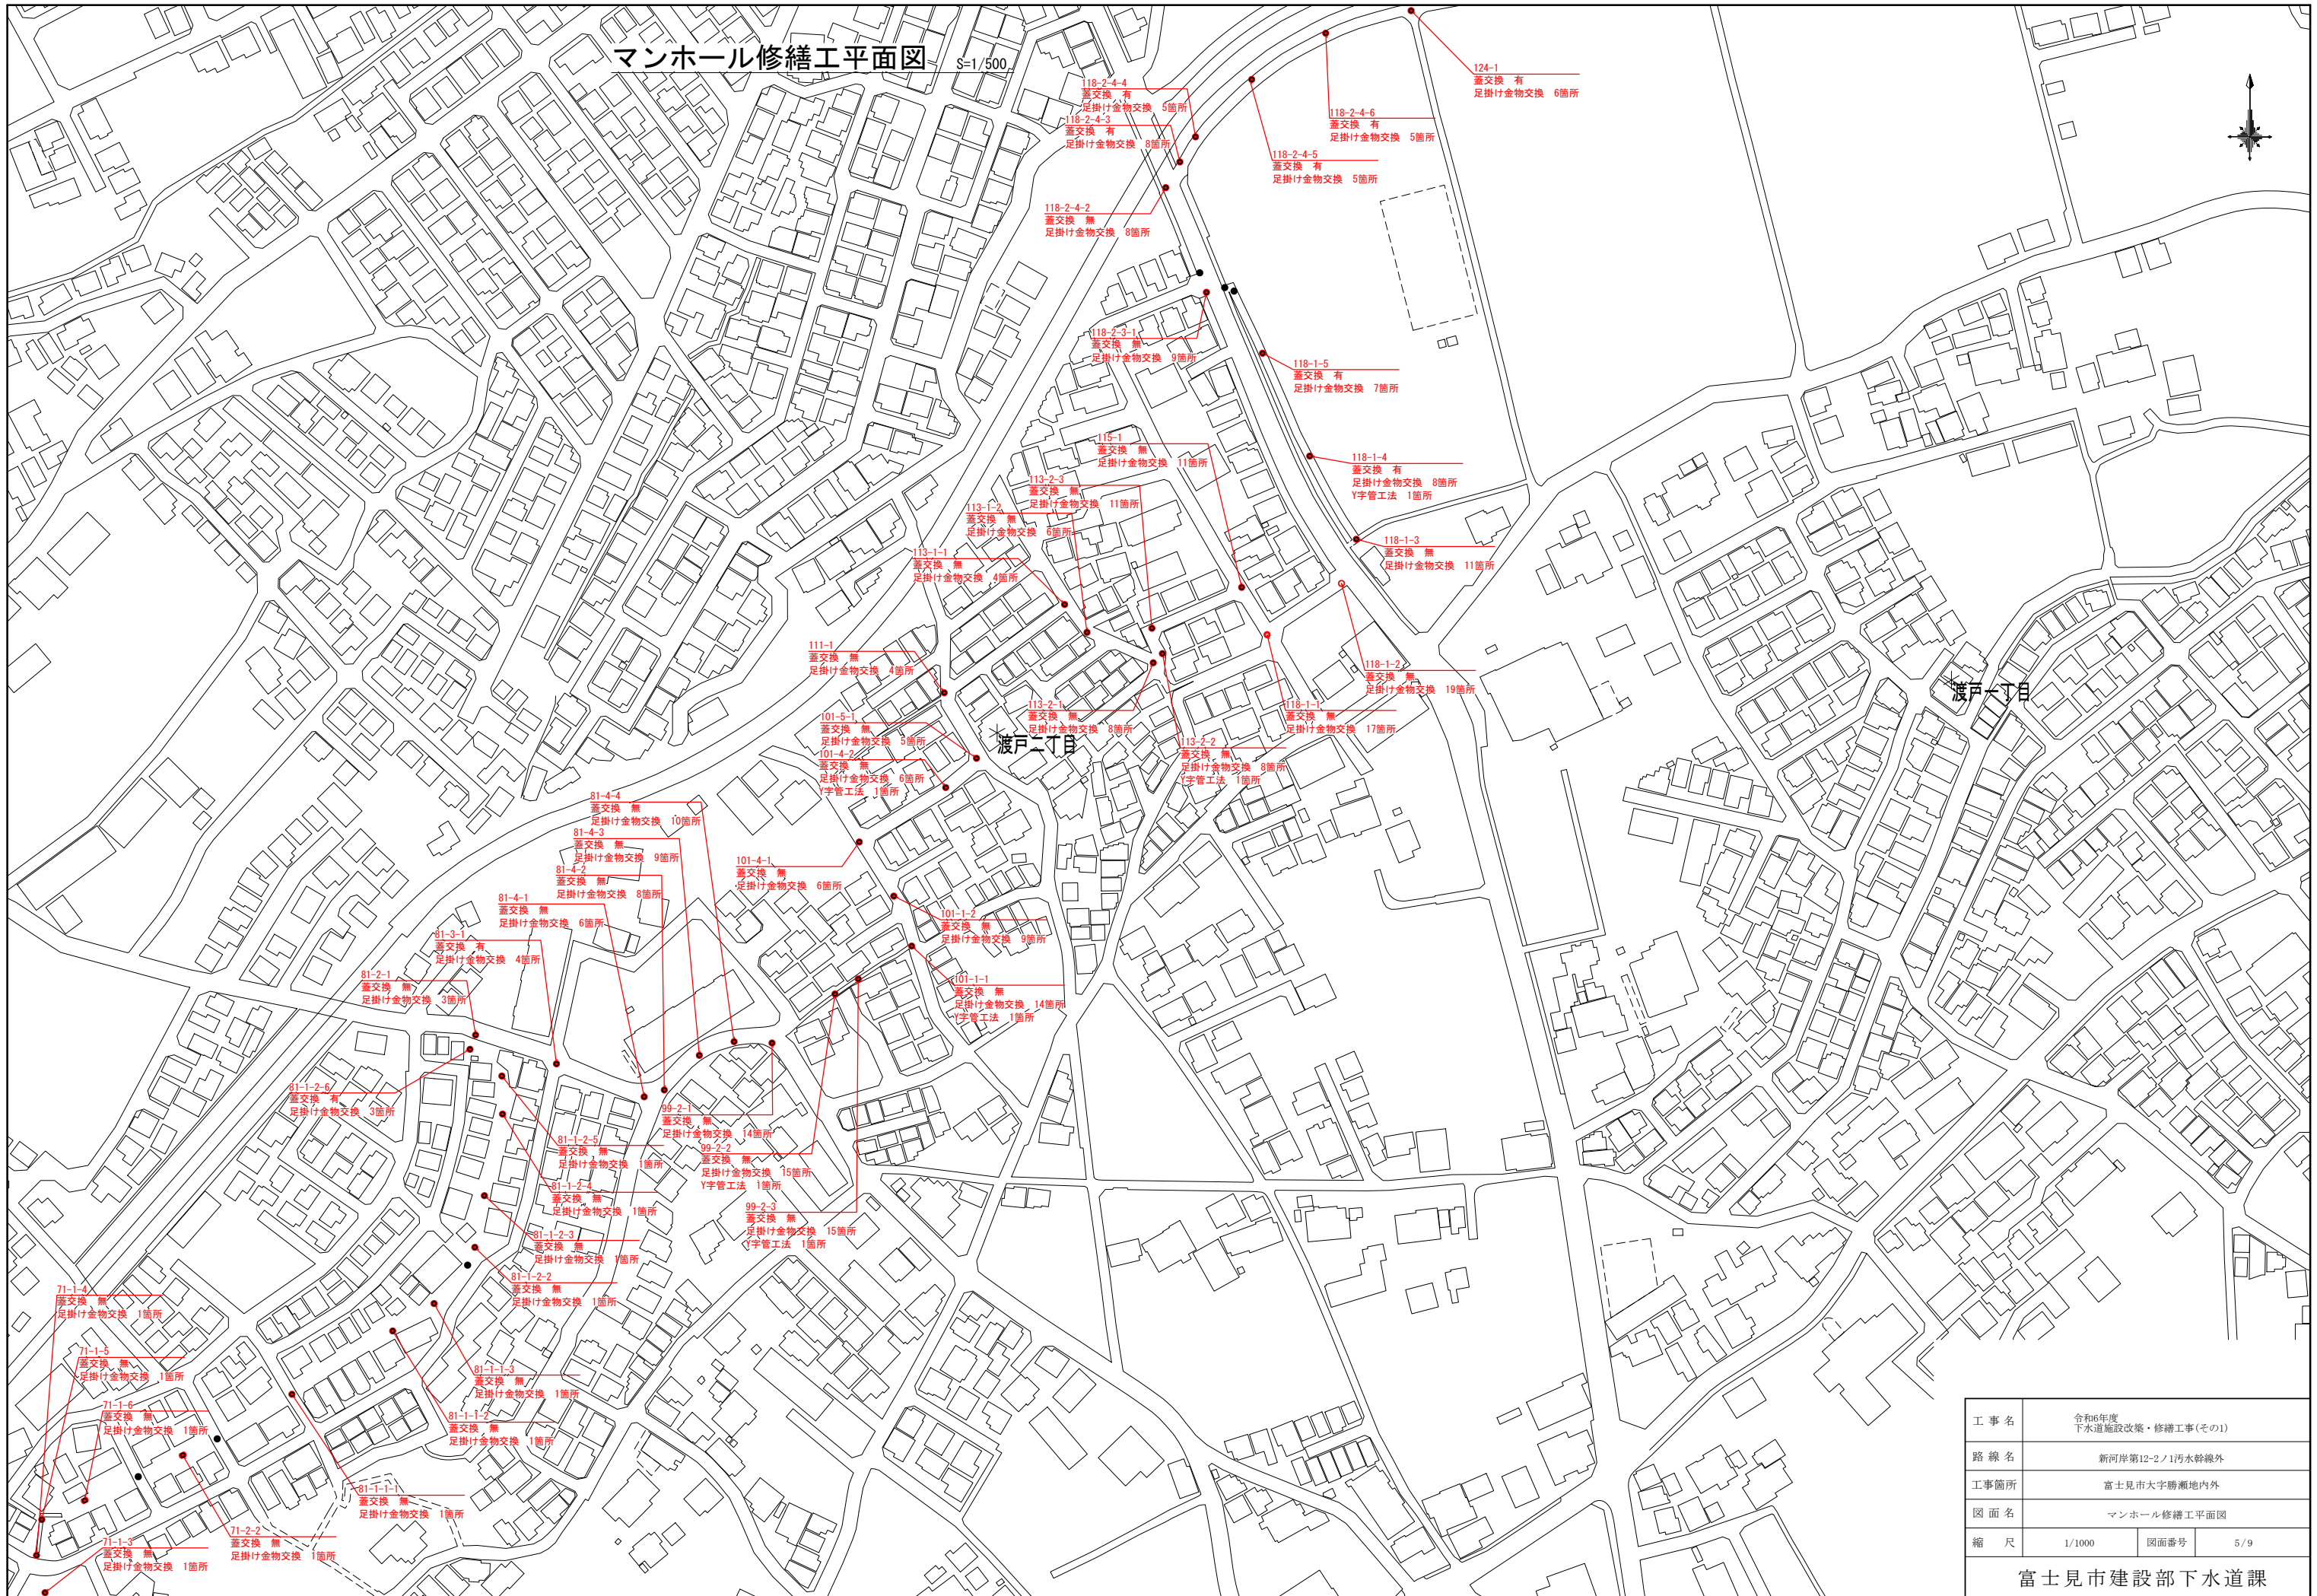 マンホール修繕工平面図 S=1/500
124-1
蓋交換 有
足掛け金物交換 6箇所
118-2-4-4
蓋交換 有
足掛け金物交換 5箇所
118-2-4-3
蓋交換 有
足掛け金物交換 8箇所
118-2-4-6
蓋交換 有
足掛け金物交換 5箇所
118-2-4-5
蓋交換 有
足掛け金物交換 5箇所
118-2-4-2
蓋交換 無
足掛け金物交換 8箇所
118-2-3-1
蓋交換 無
足掛け金物交換 9箇所
118-1-5
蓋交換 有
足掛け金物交換 7箇所
115-1
蓋交換 無
足掛け金物交換 11箇所
118-1-4
蓋交換 有
足掛け金物交換 8箇所
Y字管工法 1箇所
113-2-3
蓋交換 無
足掛け金物交換 11箇所
113-1-2
蓋交換 無
足掛け金物交換 6箇所
118-1-3
蓋交換 無
足掛け金物交換 11箇所
113-1-1
蓋交換 無
足掛け金物交換 4箇所
111-1
蓋交換 無
足掛け金物交換 4箇所
118-1-2
蓋交換 無
足掛け金物交換 19箇所
渡戸一丁目
113-2-1
蓋交換 無
足掛け金物交換 8箇所
118-1-1
蓋交換 無
足掛け金物交換 17箇所
101-5-1
蓋交換 無
足掛け金物交換 5箇所
渡戸二丁目
113-2-2
蓋交換 無
足掛け金物交換 8箇所
Y字管工法 1箇所
101-4-2
蓋交換 無
足掛け金物交換 6箇所
Y字管工法 1箇所
81-4-4
蓋交換 無
足掛け金物交換 10箇所
81-4-3
蓋交換 無
足掛け金物交換 9箇所
101-4-1
蓋交換 無
足掛け金物交換 6箇所
81-4-2
蓋交換 無
足掛け金物交換 8箇所
81-4-1
蓋交換 無
足掛け金物交換 6箇所
101-1-2
蓋交換 無
足掛け金物交換 9箇所
81-3-1
蓋交換 有
足掛け金物交換 4箇所
81-2-1
蓋交換 無
足掛け金物交換 3箇所
101-1-1
蓋交換 無
足掛け金物交換 14箇所
Y字管工法 1箇所
81-1-2-6
蓋交換 有
足掛け金物交換 3箇所
99-2-1
蓋交換 無
足掛け金物交換 14箇所
81-1-2-5
蓋交換 無
足掛け金物交換 1箇所
99-2-2
蓋交換 無
足掛け金物交換 15箇所
Y字管工法 1箇所
81-1-2-4
蓋交換 無
足掛け金物交換 1箇所
99-2-3
蓋交換 無
足掛け金物交換 15箇所
Y字管工法 1箇所
81-1-2-3
蓋交換 無
足掛け金物交換 1箇所
81-1-2-2
蓋交換 無
足掛け金物交換 1箇所
71-1-4
蓋交換 無
足掛け金物交換 1箇所
71-1-5
蓋交換 無
足掛け金物交換 1箇所
81-1-1-3
蓋交換 無
足掛け金物交換 1箇所
71-1-6
蓋交換 無
足掛け金物交換 1箇所
81-1-1-2
蓋交換 無
足掛け金物交換 1箇所
81-1-1-1
蓋交換 無
足掛け金物交換 1箇所
71-2-2
蓋交換 無
足掛け金物交換 1箇所
71-1-3
蓋交換 無
足掛け金物交換 1箇所
工事名 令和6年度
下水道施設改築・修繕工事(その1)
路線名 新河岸第12-2ノ1汚水幹線外
工事箇所 富士見市大字勝瀬地内外
図面名 マンホール修繕工平面図
縮尺 1/1000 図面番号 5/9
富士見市建設部下水道課